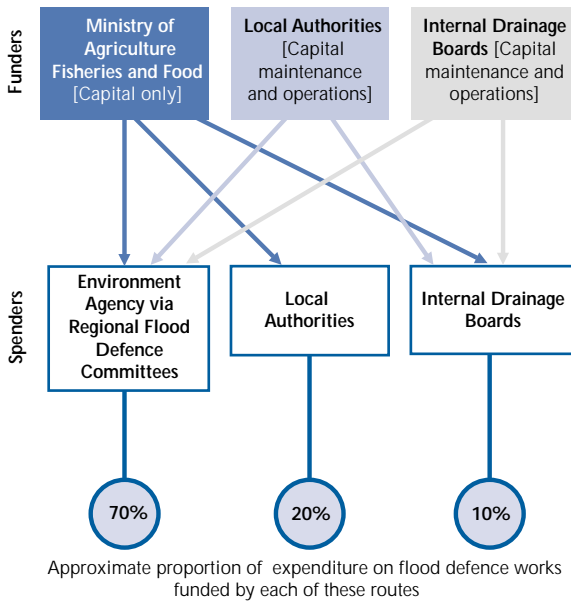 Funders
Ministry of
Agriculture
Fisheries and Food
[Capital only]
Local Authorities
[Capital
maintenance
and operations]
Internal Drainage
Boards [Capital
maintenance and
operations]
Spenders
Environment
Agency via
Regional Flood
Defence
Committees
Local
Authorities
Internal Drainage
Boards
70%
20%
10%
Approximate proportion of expenditure on flood defence works
funded by each of these routes